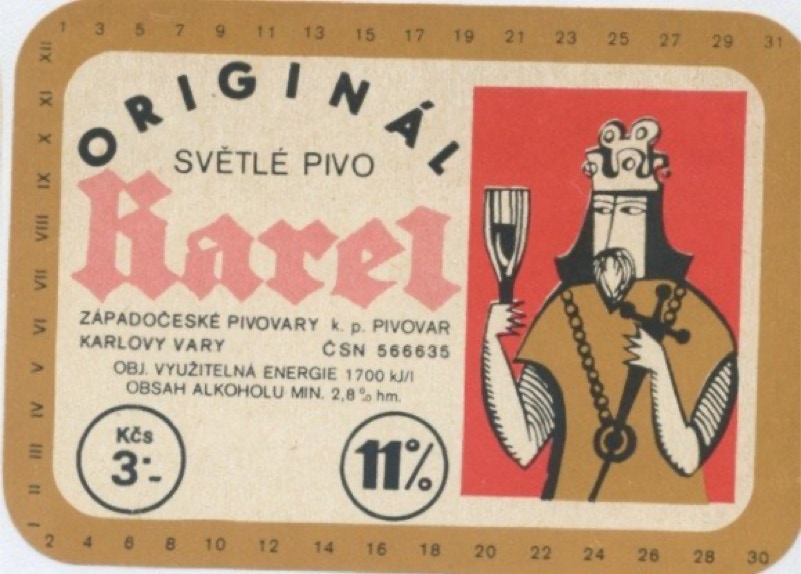 1 3 5 7 9 11 13 15 17 19 21 23 25 27 29 31
XII
XI
X
IX
VIII
VII
VI
V
IV
III
II
I
ORIGINÁL
SVĚTLÉ PIVO
Karel
ZÁPADOČESKÉ PIVOVARY k. p. PIVOVAR
KARLOVY VARY ČSN 566635
OBJ. VYUŽITELNÁ ENERGIE 1700 kJ/l
OBSAH ALKOHOLU MIN. 2,8 % hm.
Kčs
3·-
11%
2 4 6 8 10 12 14 16 18 20 22 24 26 28 30